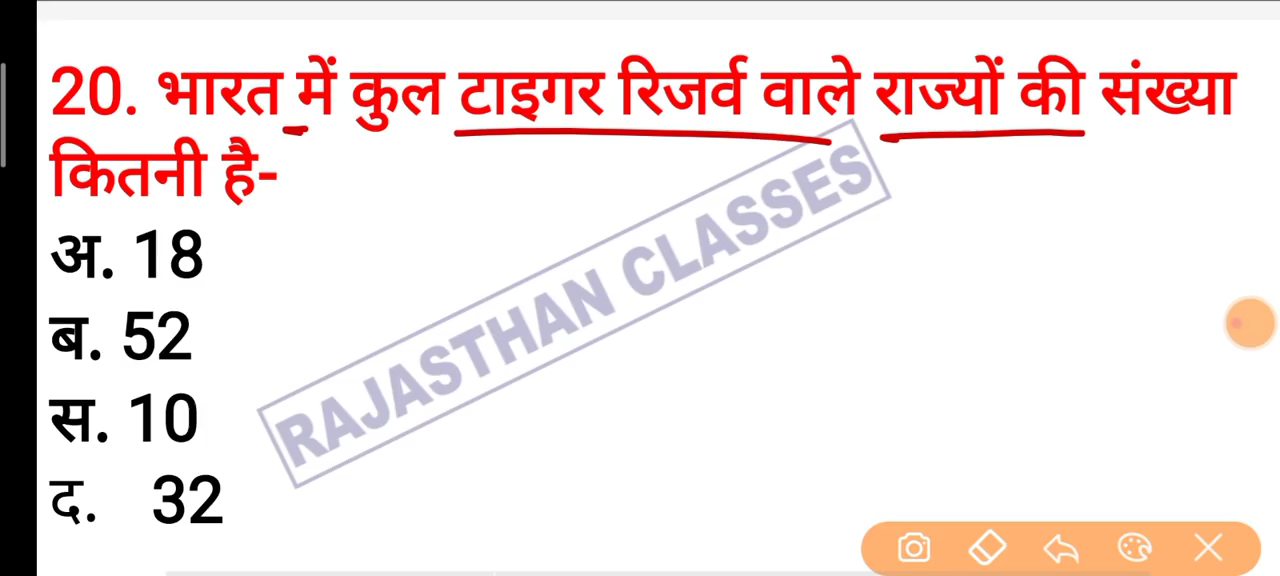 20. भारत में कुल टाइगर रिजर्व वाले राज्यों की संख्या
कितनी है-
अ. 18
ब. 52
स. 10
द. 32
RAJASTHAN CLASSES